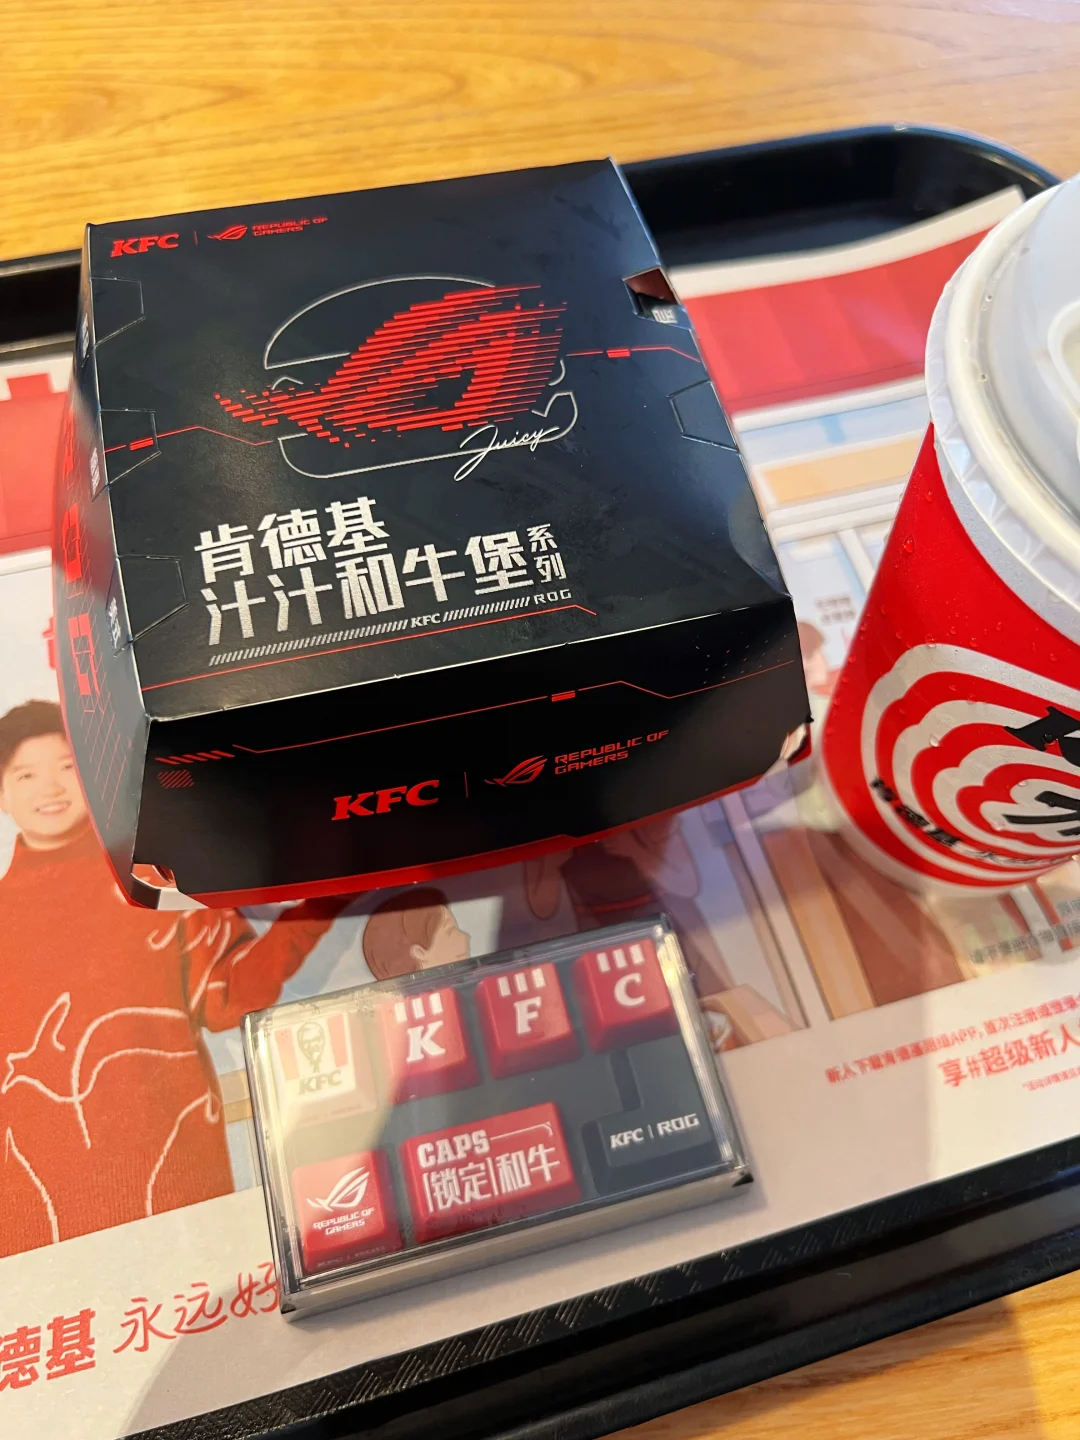 KFC
REPUBLIC OF
GAMERS
Juicy
肯德基
汁汁和牛堡
系列
KFC
ROG
KFC
REPUBLIC OF
GAMERS
KFC
K
F
C
REPUBLIC OF
GAMERS
CAPS
锁定和牛
KFC | ROG
享#超级新人
德基 永远好